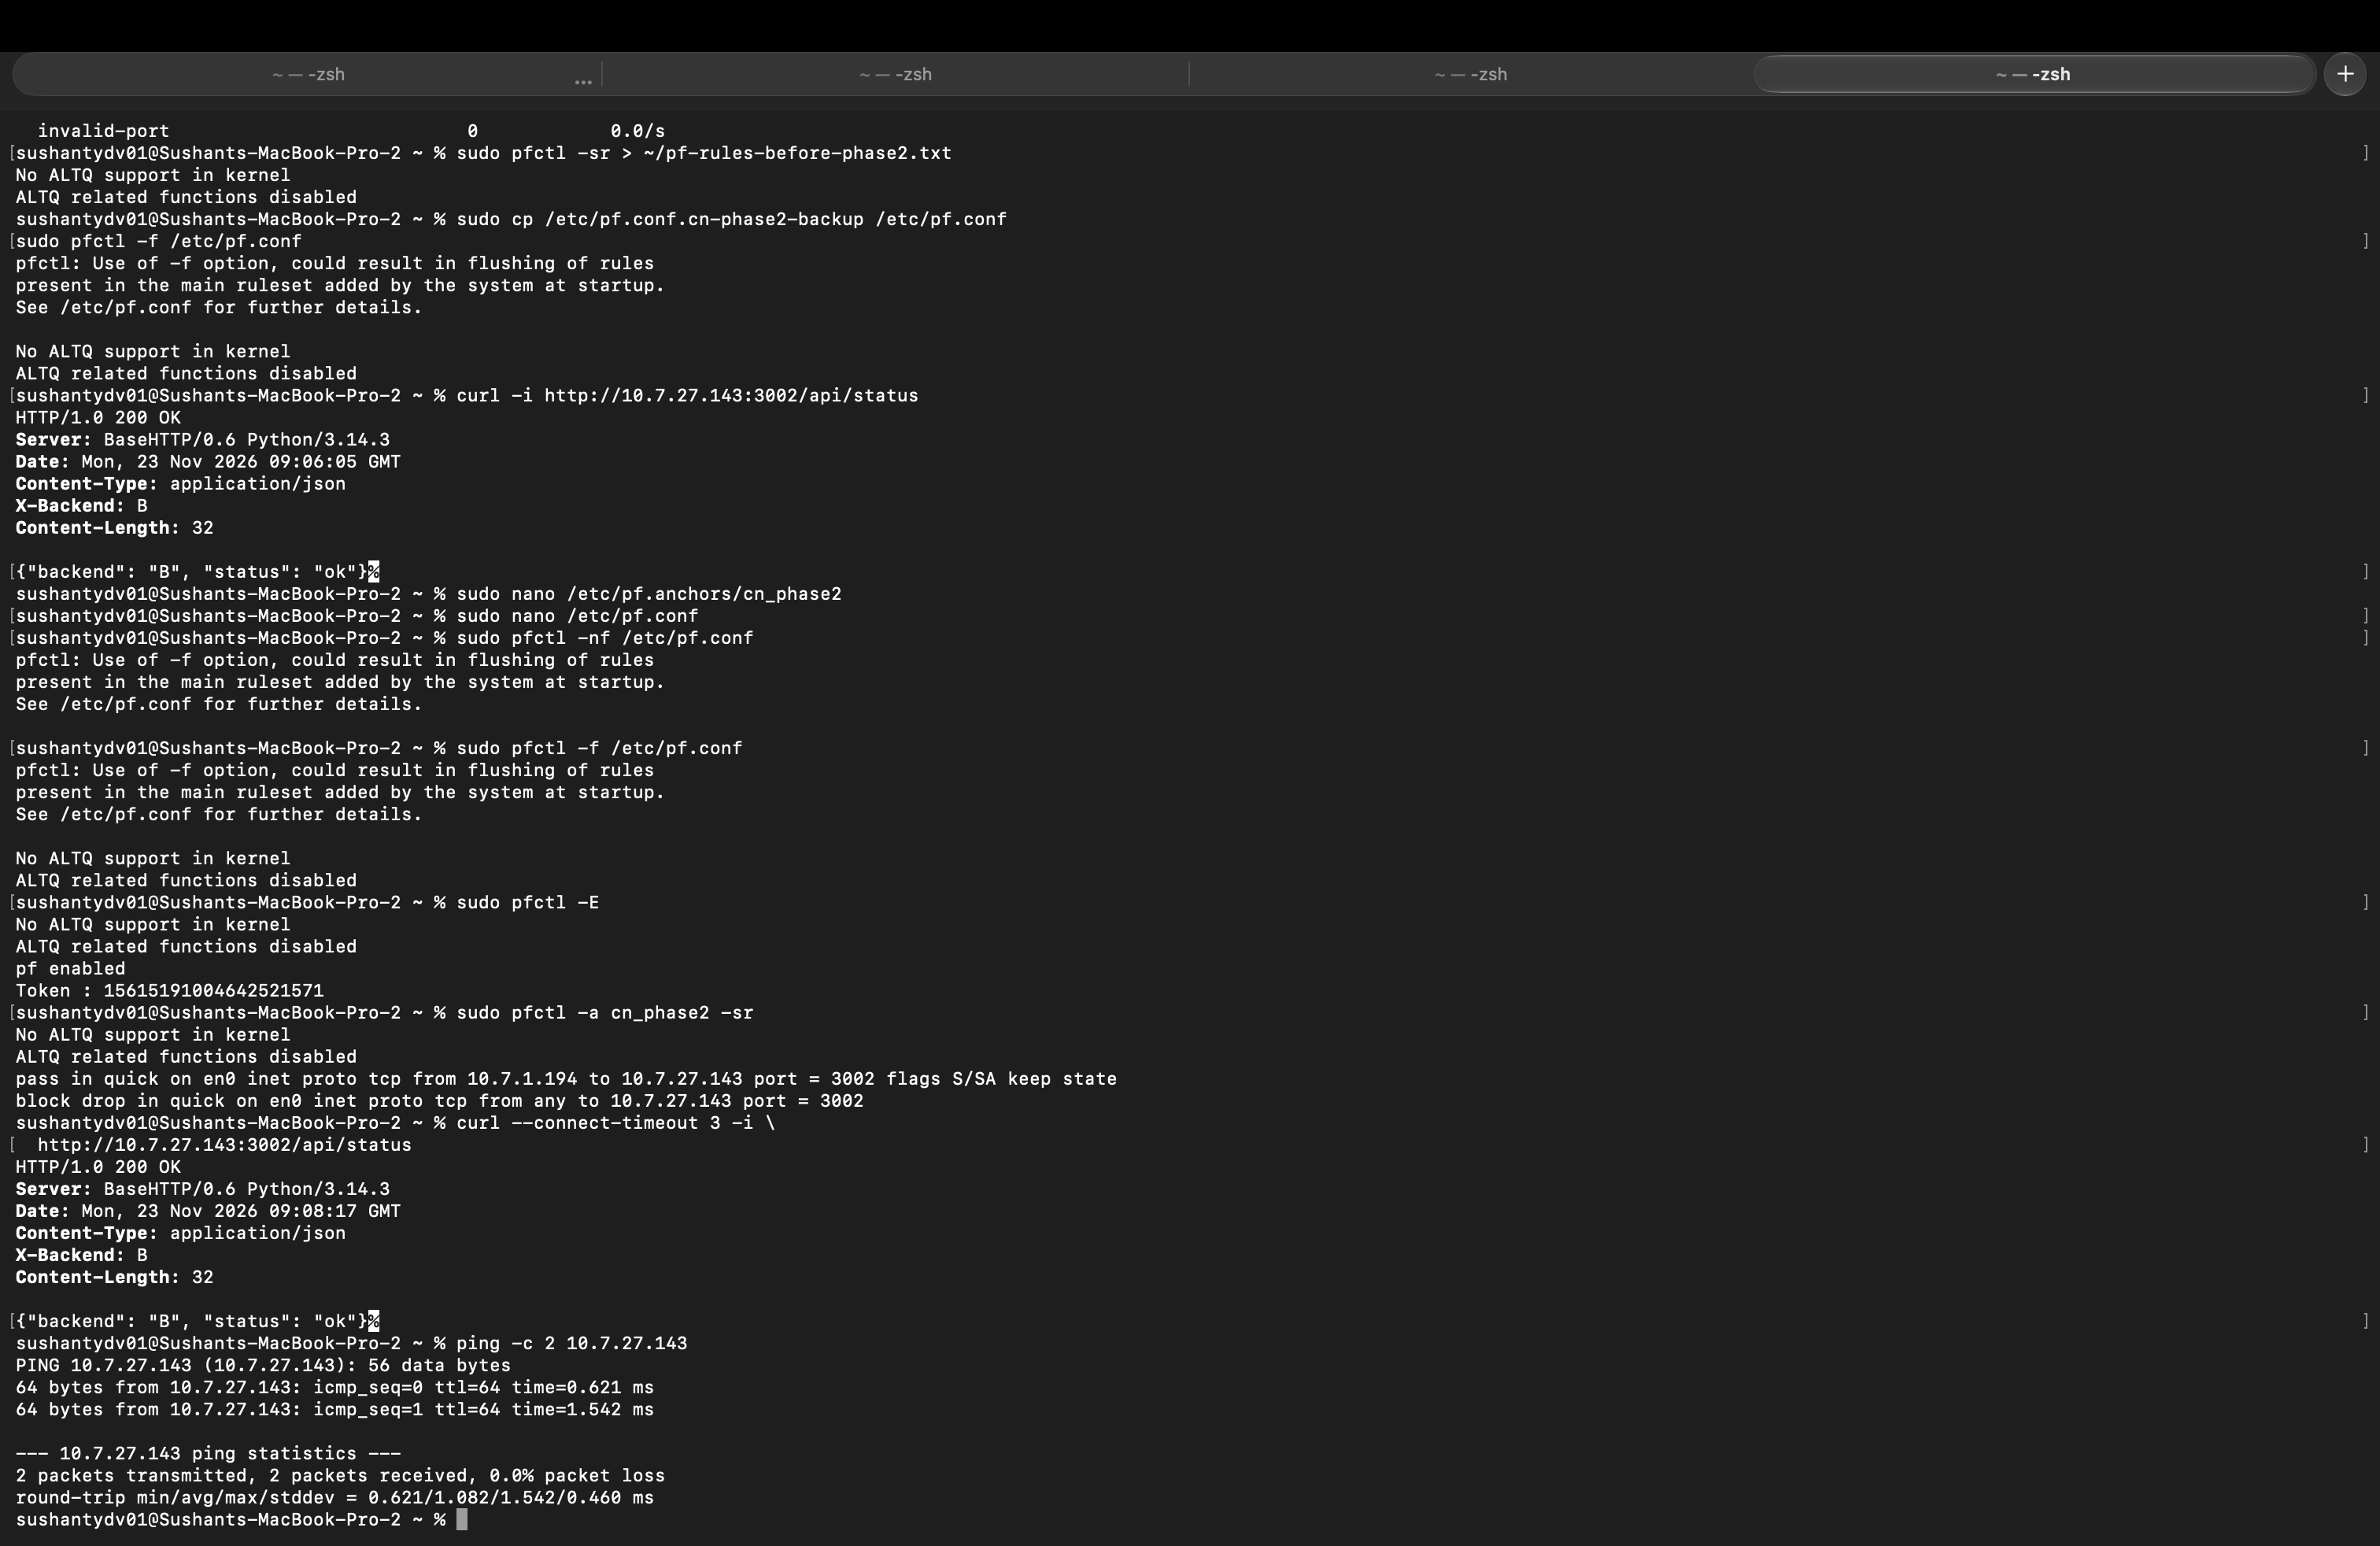 ~ — -zsh
...
~ — -zsh
~ — -zsh
~ — -zsh
+
  invalid-port                           0            0.0/s
[sushantydv01@Sushants-MacBook-Pro-2 ~ % sudo pfctl -sr > ~/pf-rules-before-phase2.txt ]
No ALTQ support in kernel
ALTQ related functions disabled
sushantydv01@Sushants-MacBook-Pro-2 ~ % sudo cp /etc/pf.conf.cn-phase2-backup /etc/pf.conf
[sudo pfctl -f /etc/pf.conf ]
pfctl: Use of -f option, could result in flushing of rules
present in the main ruleset added by the system at startup.
See /etc/pf.conf for further details.

No ALTQ support in kernel
ALTQ related functions disabled
[sushantydv01@Sushants-MacBook-Pro-2 ~ % curl -i http://10.7.27.143:3002/api/status ]
HTTP/1.0 200 OK
Server: BaseHTTP/0.6 Python/3.14.3
Date: Mon, 23 Nov 2026 09:06:05 GMT
Content-Type: application/json
X-Backend: B
Content-Length: 32

[{"backend": "B", "status": "ok"}% ]
sushantydv01@Sushants-MacBook-Pro-2 ~ % sudo nano /etc/pf.anchors/cn_phase2
[sushantydv01@Sushants-MacBook-Pro-2 ~ % sudo nano /etc/pf.conf ]
[sushantydv01@Sushants-MacBook-Pro-2 ~ % sudo pfctl -nf /etc/pf.conf ]
pfctl: Use of -f option, could result in flushing of rules
present in the main ruleset added by the system at startup.
See /etc/pf.conf for further details.

[sushantydv01@Sushants-MacBook-Pro-2 ~ % sudo pfctl -f /etc/pf.conf ]
pfctl: Use of -f option, could result in flushing of rules
present in the main ruleset added by the system at startup.
See /etc/pf.conf for further details.

No ALTQ support in kernel
ALTQ related functions disabled
[sushantydv01@Sushants-MacBook-Pro-2 ~ % sudo pfctl -E ]
No ALTQ support in kernel
ALTQ related functions disabled
pf enabled
Token : 15615191004642521571
[sushantydv01@Sushants-MacBook-Pro-2 ~ % sudo pfctl -a cn_phase2 -sr ]
No ALTQ support in kernel
ALTQ related functions disabled
pass in quick on en0 inet proto tcp from 10.7.1.194 to 10.7.27.143 port = 3002 flags S/SA keep state
block drop in quick on en0 inet proto tcp from any to 10.7.27.143 port = 3002
sushantydv01@Sushants-MacBook-Pro-2 ~ % curl --connect-timeout 3 -i \
[  http://10.7.27.143:3002/api/status ]
HTTP/1.0 200 OK
Server: BaseHTTP/0.6 Python/3.14.3
Date: Mon, 23 Nov 2026 09:08:17 GMT
Content-Type: application/json
X-Backend: B
Content-Length: 32

[{"backend": "B", "status": "ok"}% ]
sushantydv01@Sushants-MacBook-Pro-2 ~ % ping -c 2 10.7.27.143
PING 10.7.27.143 (10.7.27.143): 56 data bytes
64 bytes from 10.7.27.143: icmp_seq=0 ttl=64 time=0.621 ms
64 bytes from 10.7.27.143: icmp_seq=1 ttl=64 time=1.542 ms

--- 10.7.27.143 ping statistics ---
2 packets transmitted, 2 packets received, 0.0% packet loss
round-trip min/avg/max/stddev = 0.621/1.082/1.542/0.460 ms
sushantydv01@Sushants-MacBook-Pro-2 ~ %